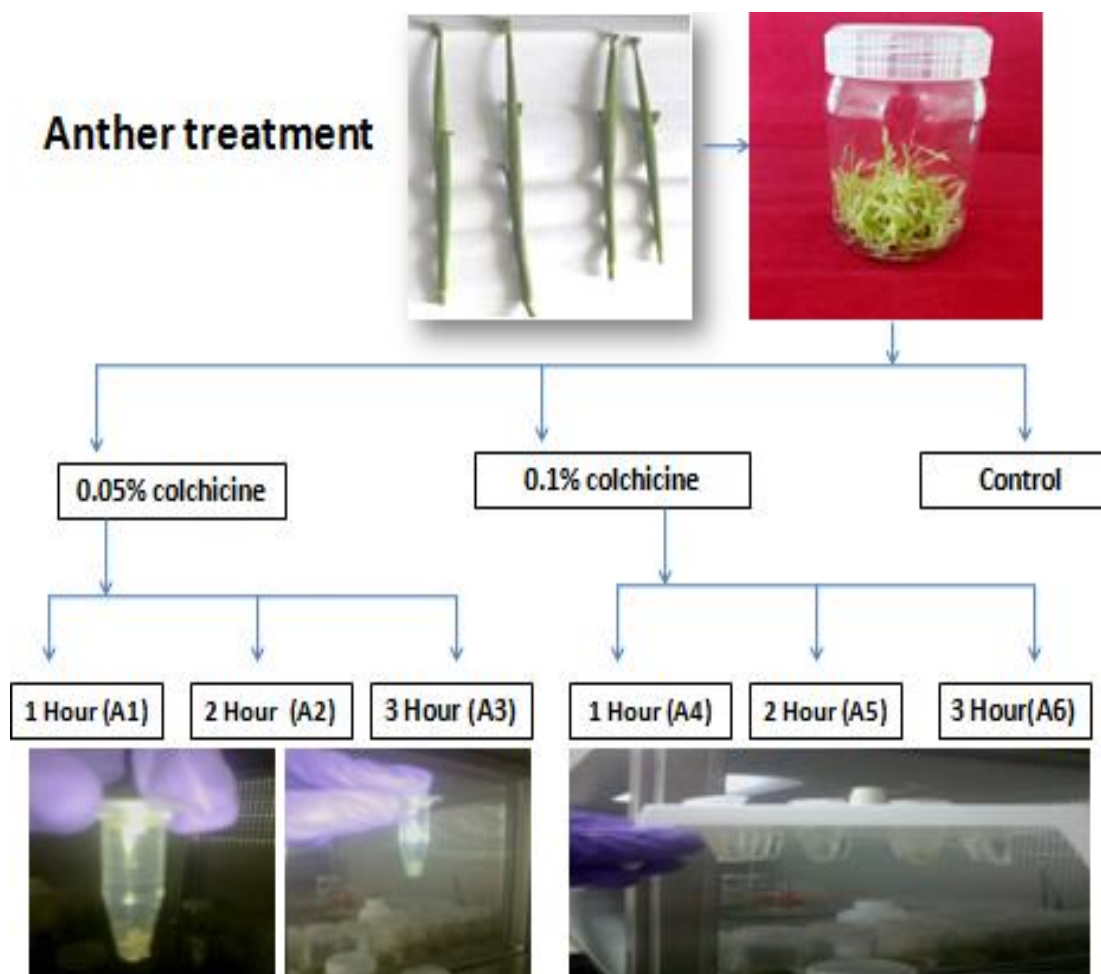 Anther treatment
0.05% colchicine
0.1% colchicine
Control
1 Hour (A1)
2 Hour (A2)
3 Hour (A3)
1 Hour (A4)
2 Hour (A5)
3 Hour(A6)